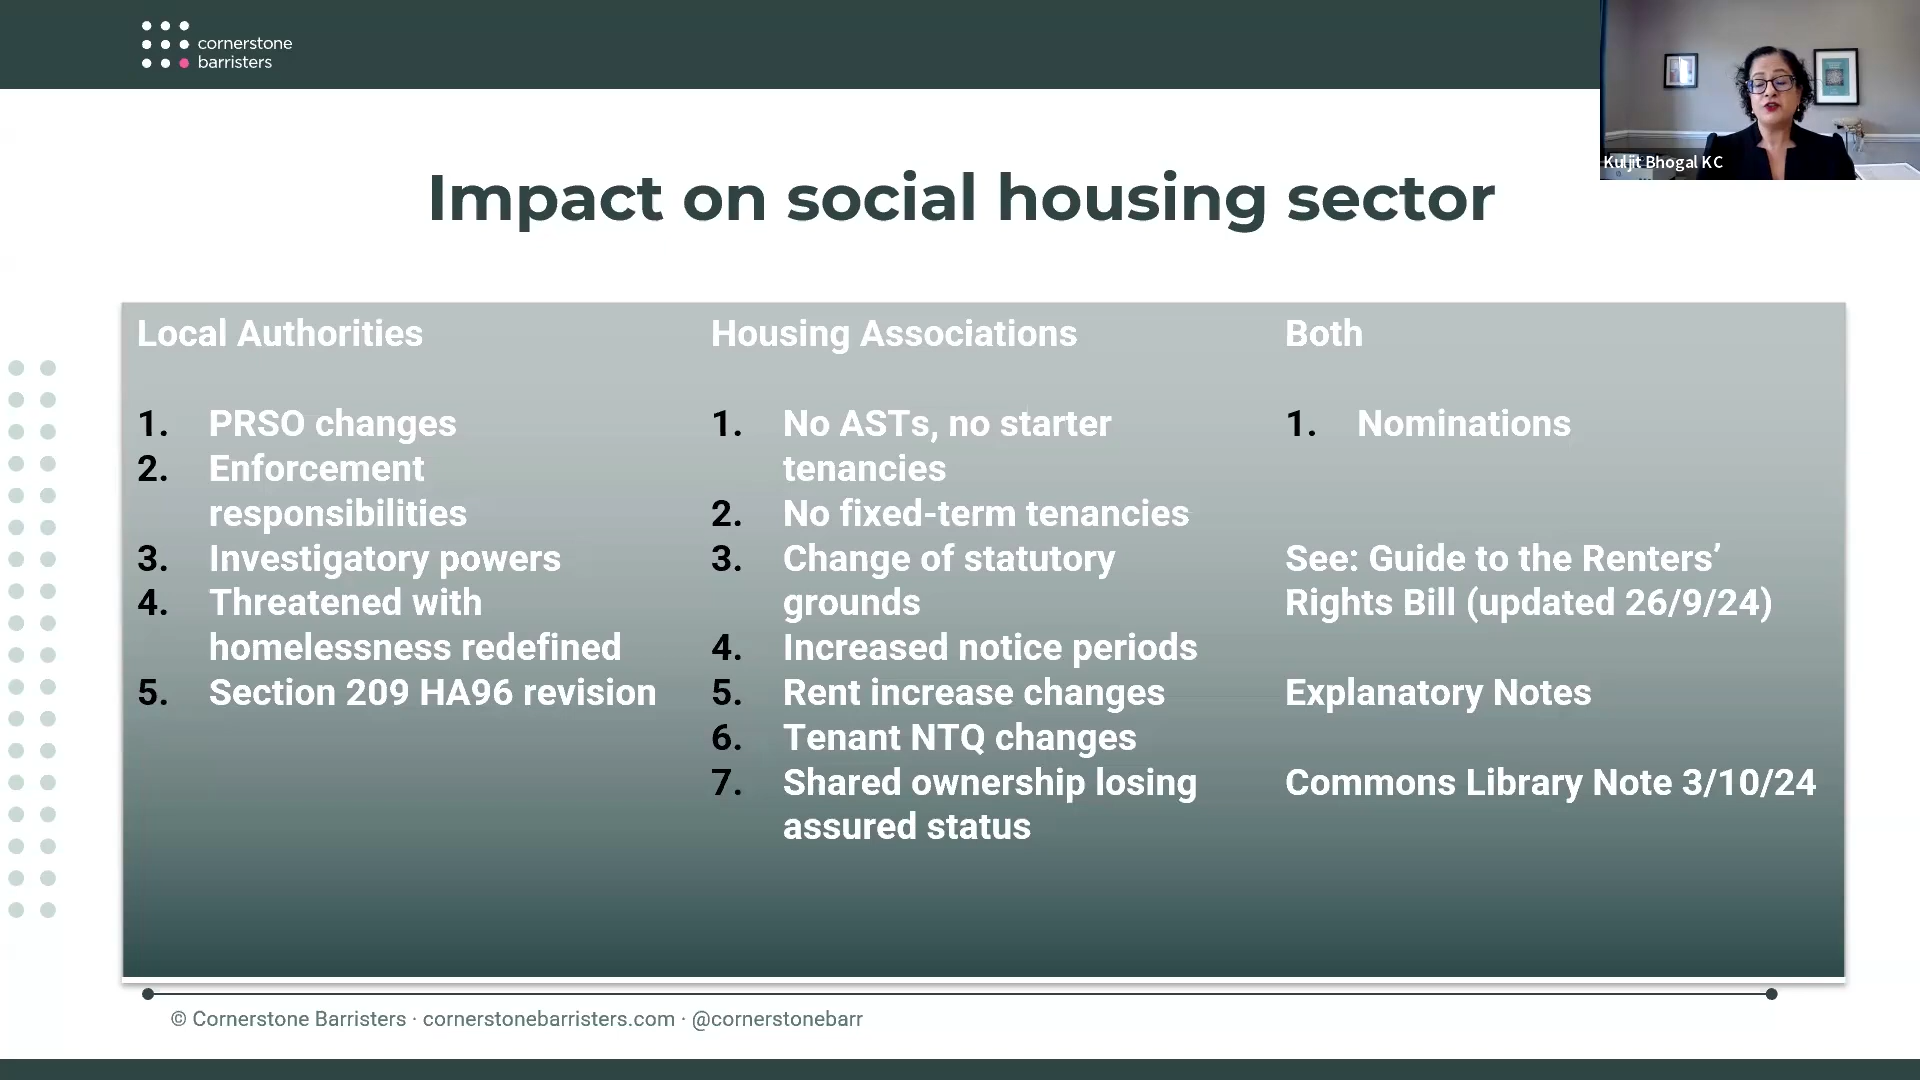 cornerstone
barristers
Kuljit Bhogal KC
Impact on social housing sector
Local Authorities
1. PRSO changes
2. Enforcement
responsibilities
3. Investigatory powers
4. Threatened with
homelessness redefined
5. Section 209 HA96 revision
Housing Associations
1. No ASTs, no starter
tenancies
2. No fixed-term tenancies
3. Change of statutory
grounds
4. Increased notice periods
5. Rent increase changes
6. Tenant NTQ changes
7. Shared ownership losing
assured status
Both
1. Nominations
See: Guide to the Renters’
Rights Bill (updated 26/9/24)
Explanatory Notes
Commons Library Note 3/10/24
© Cornerstone Barristers · cornerstonebarristers.com · @cornerstonebarr